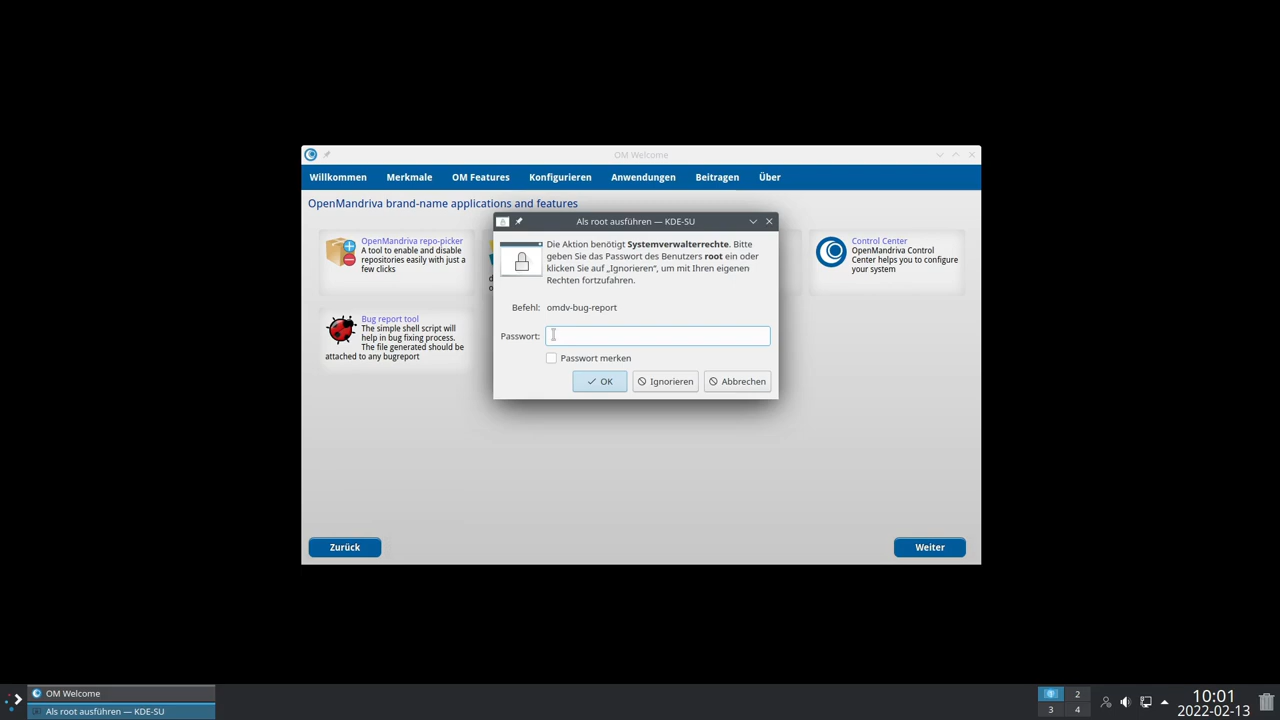 OM Welcome
Willkommen Merkmale OM Features Konfigurieren Anwendungen Beitragen Über
OpenMandriva brand-name applications and features
OpenMandriva repo-picker
A tool to enable and disable
repositories easily with just a
few clicks
Bug report tool
The simple shell script will
help in bug fixing process.
The file generated should be
attached to any bugreport
Als root ausführen — KDE-SU
Die Aktion benötigt Systemverwalterrechte. Bitte
geben Sie das Passwort des Benutzers root ein oder
klicken Sie auf „Ignorieren“, um mit Ihren eigenen
Rechten fortzufahren.
Befehl: omdv-bug-report
Passwort:
Passwort merken
OK Ignorieren Abbrechen
Control Center
OpenMandriva Control
Center helps you to configure
your system
Zurück Weiter
OM Welcome
Als root ausführen — KDE-SU
2
3 4
10:01
2022-02-13